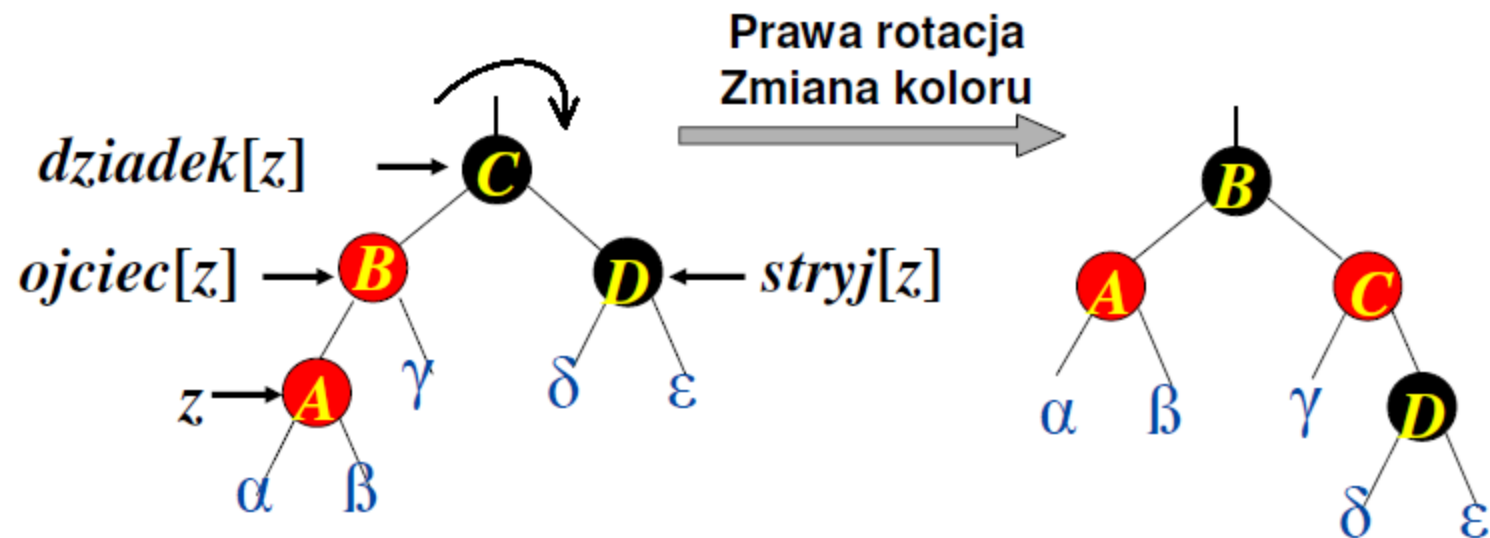 Prawa rotacja
Zmiana koloru
dziadek[z]
C
B
ojciec[z]
B
D
stryj[z]
A
C
z
A
γ
δ
ε
D
α
ß
γ
α
ß
δ
ε